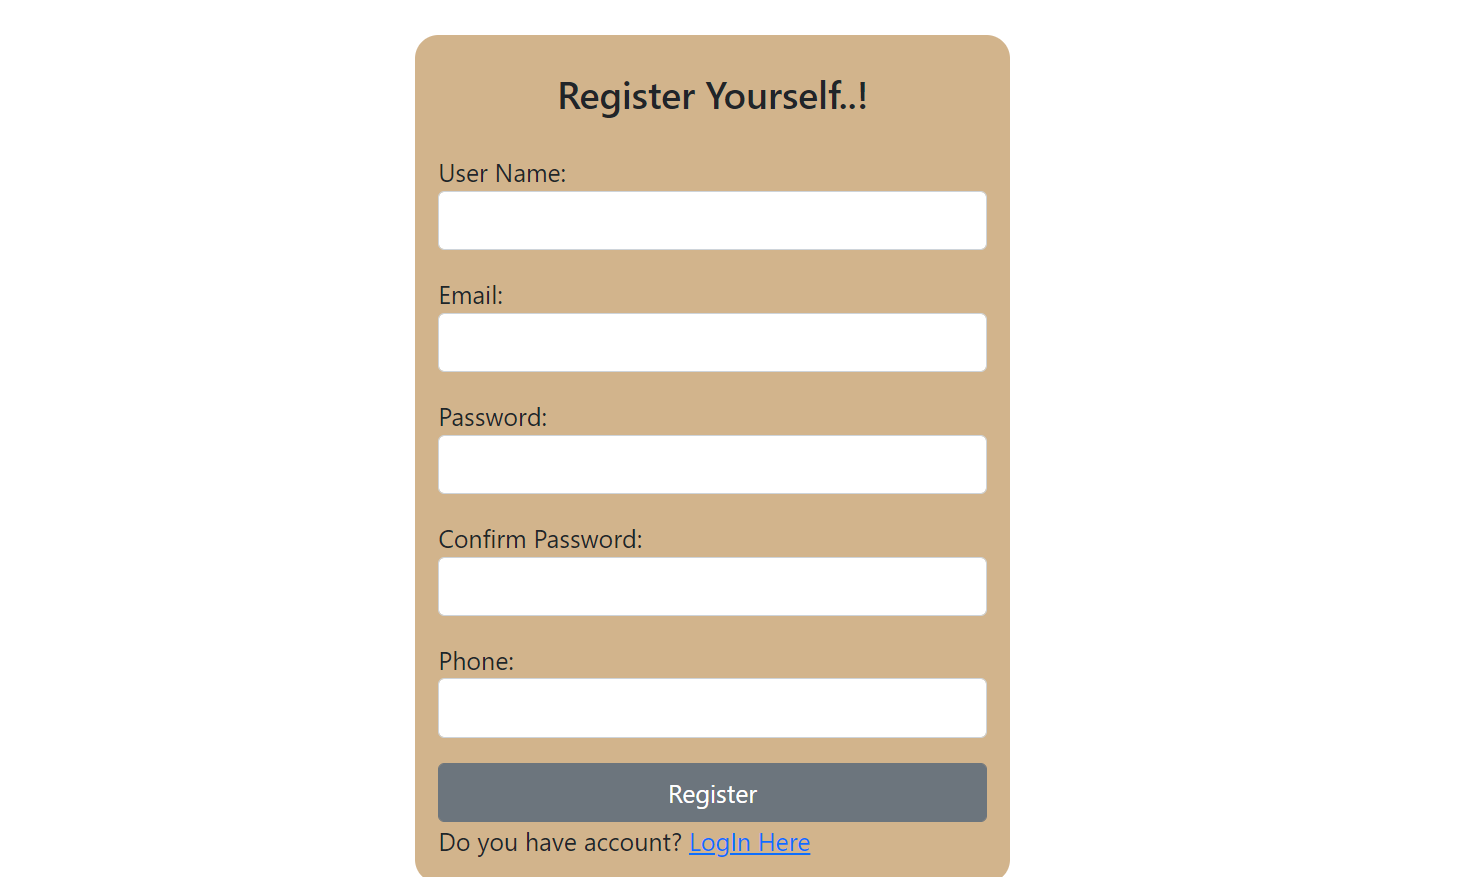 Register Yourself..!
User Name:
Email:
Password:
Confirm Password:
Phone:
Register
Do you have account? LogIn Here